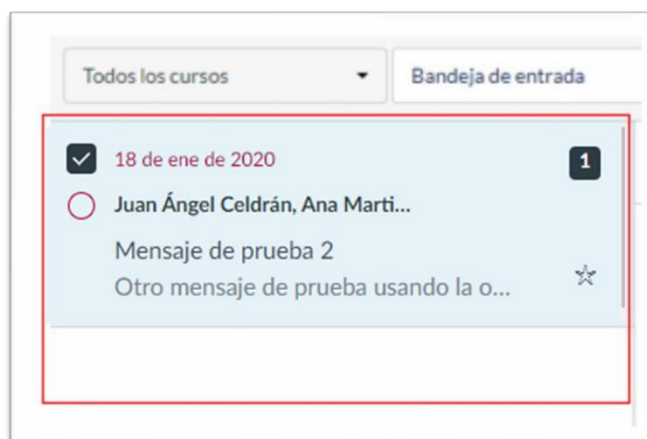 Todos los cursos
Bandeja de entrada
18 de ene de 2020
1
Juan Ángel Celdrán, Ana Marti...
Mensaje de prueba 2
Otro mensaje de prueba usando la o...